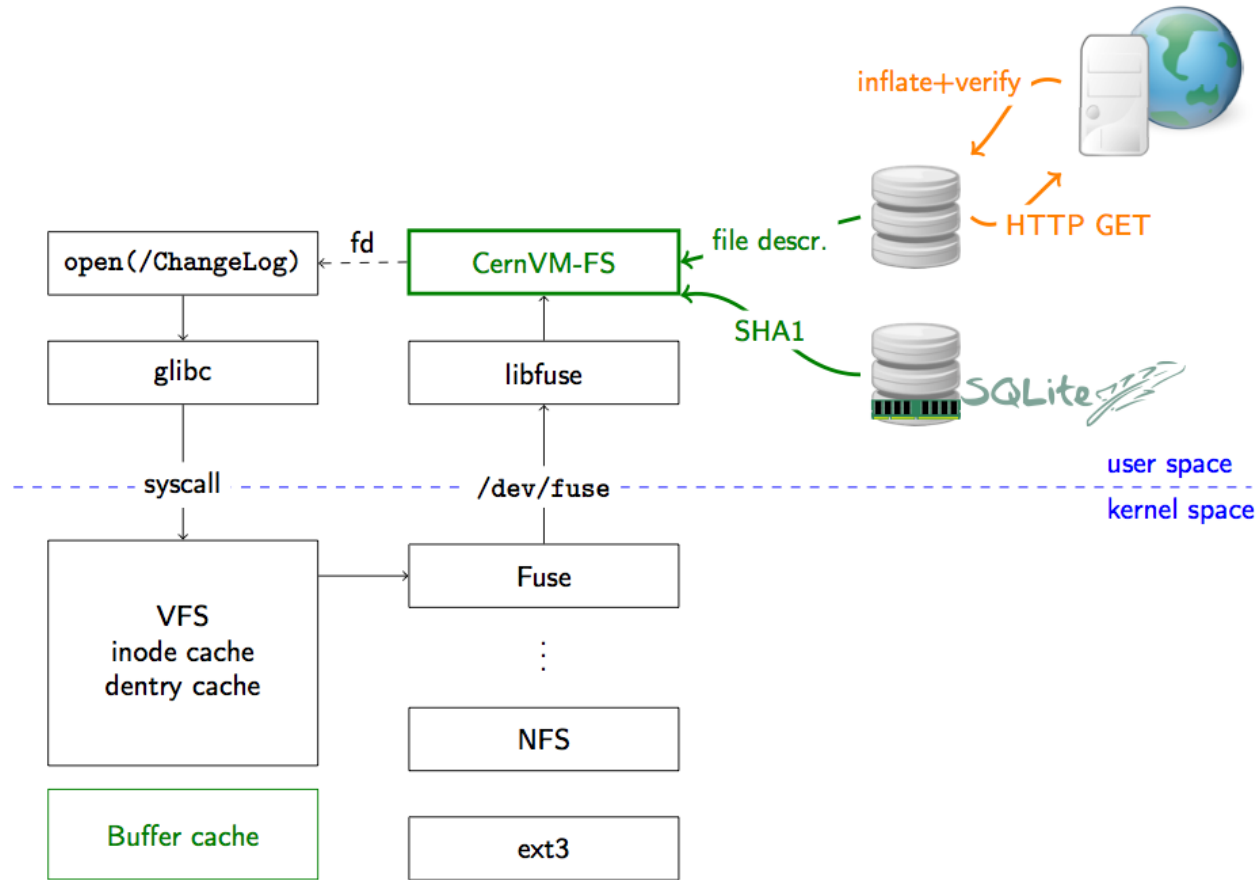 inflate+verify
HTTP GET
file descr.
fd
open(/ChangeLog)
CernVM-FS
SHA1
glibc
libfuse
SQLite
user space
syscall
/dev/fuse
kernel space
VFS
inode cache
dentry cache
Fuse
⋮
NFS
Buffer cache
ext3